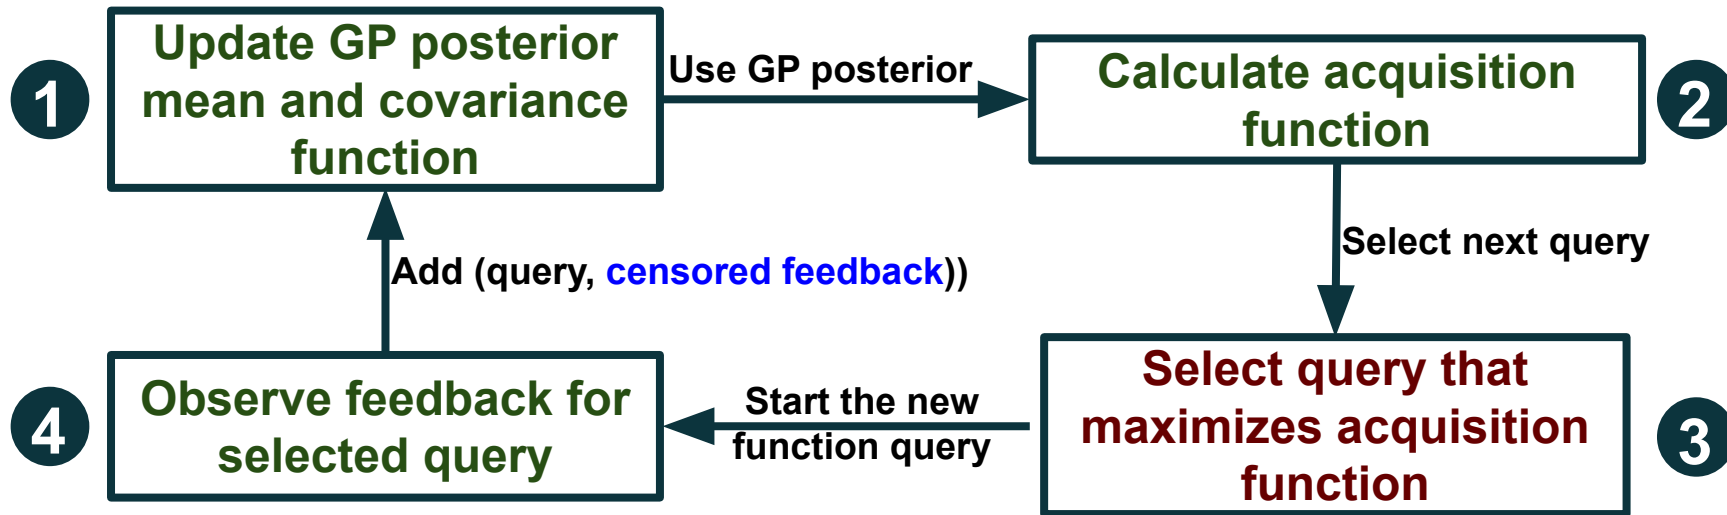 1
Update GP posterior
mean and covariance
function
Use GP posterior
Calculate acquisition
function
2
Select next query
Add (query, censored feedback))
4
Observe feedback for
selected query
Start the new
function query
Select query that
maximizes acquisition
function
3